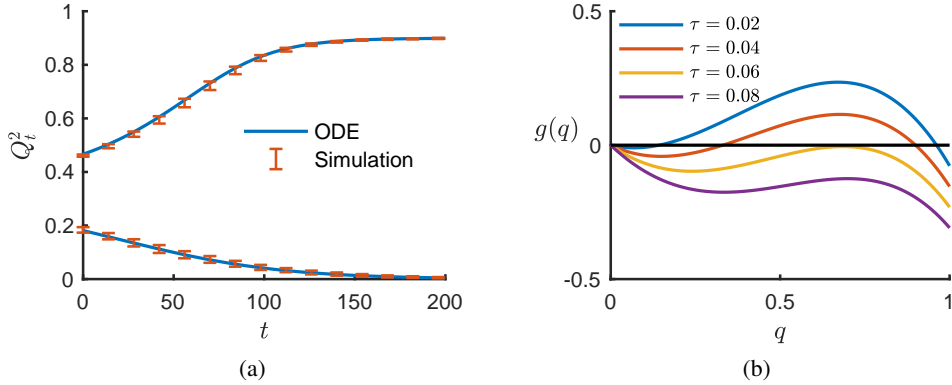 1
0.8
0.6
0.4
0.2
0
Q_t^2
ODE
Simulation
0 50 100 150 200
t
(a)
0.5
0
-0.5
g(q)
τ = 0.02
τ = 0.04
τ = 0.06
τ = 0.08
0 0.5 1
q
(b)